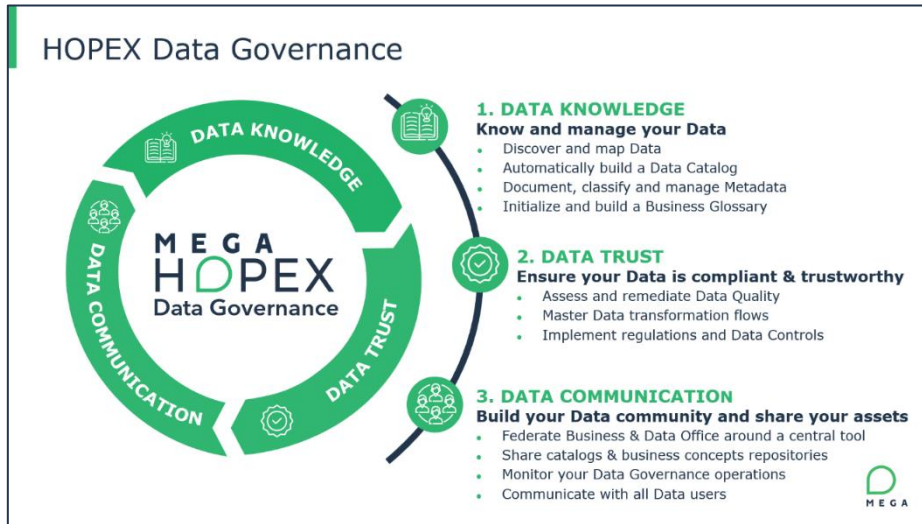 HOPEX Data Governance
DATA KNOWLEDGE
DATA TRUST
DATA COMMUNICATION
MEGA
HOPEX
Data Governance
1. DATA KNOWLEDGE
Know and manage your Data
• Discover and map Data
• Automatically build a Data Catalog
• Document, classify and manage Metadata
• Initialize and build a Business Glossary
2. DATA TRUST
Ensure your Data is compliant & trustworthy
• Assess and remediate Data Quality
• Master Data transformation flows
• Implement regulations and Data Controls
3. DATA COMMUNICATION
Build your Data community and share your assets
• Federate Business & Data Office around a central tool
• Share catalogs & business concepts repositories
• Monitor your Data Governance operations
• Communicate with all Data users
MEGA